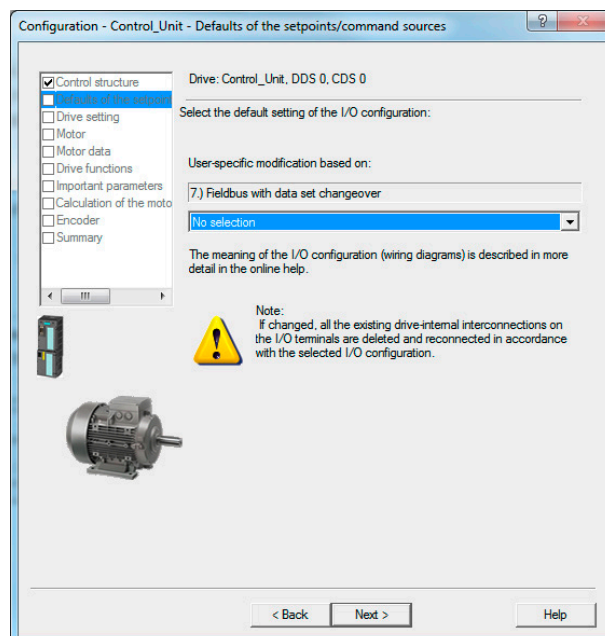 Configuration - Control_Unit - Defaults of the setpoints/command sources
Control structure
Defaults of the setpoin
Drive setting
Motor
Motor data
Drive functions
Important parameters
Calculation of the moto
Encoder
Summary
Drive: Control_Unit, DDS 0, CDS 0
Select the default setting of the I/O configuration:
User-specific modification based on:
7.) Fieldbus with data set changeover
No selection
The meaning of the I/O configuration (wiring diagrams) is described in more
detail in the online help.
Note:
If changed, all the existing drive-internal interconnections on
the I/O terminals are deleted and reconnected in accordance
with the selected I/O configuration.
< Back
Next >
Help